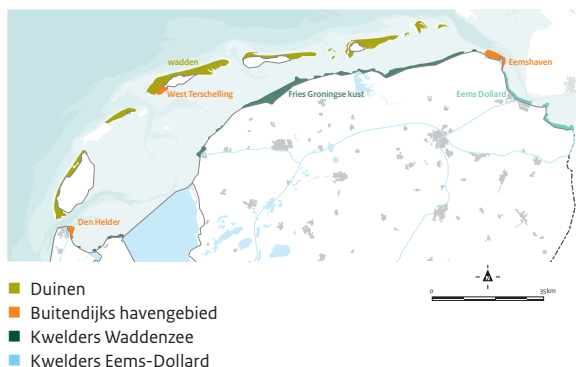 wadden
Eemshaven
West Terschelling
Fries Groningse kust
Eems Dollard
Den Helder
N
0
35km
Duinen
Buitendijks havengebied
Kwelders Waddenzee
Kwelders Eems-Dollard